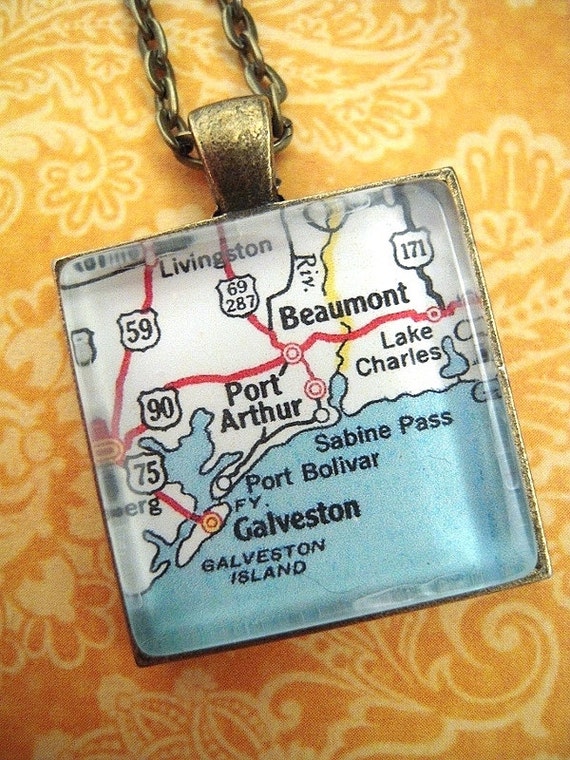 171
Livingston
Riv.
69
287
Beaumont
59
Lake
Charles
Port
Arthur
90
Sabine Pass
75
Port Bolivar
erg
FY.
Galveston
GALVESTON
ISLAND